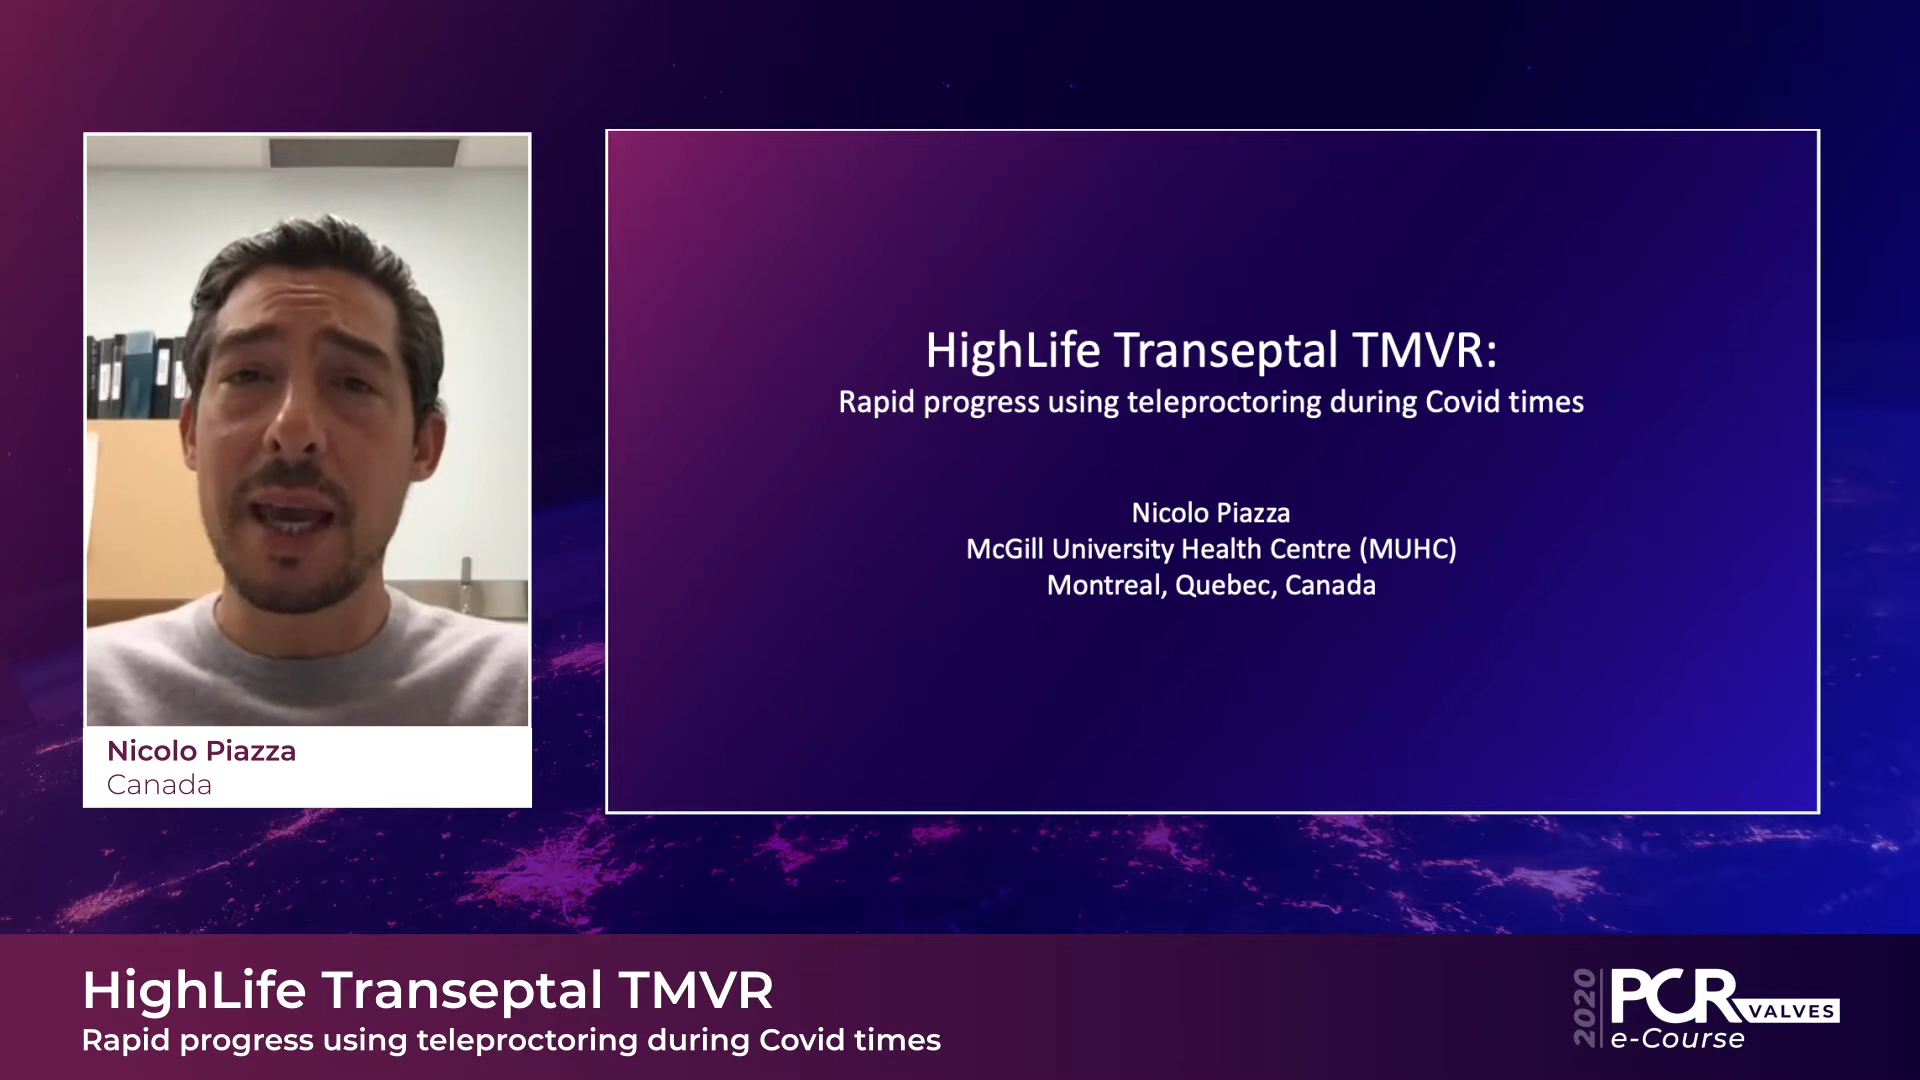 HighLife Transeptal TMVR:
Rapid progress using teleproctoring during Covid times
Nicolo Piazza
McGill University Health Centre (MUHC)
Montreal, Quebec, Canada
Nicolo Piazza
Canada
HighLife Transeptal TMVR
Rapid progress using teleproctoring during Covid times
2020
PCR
VALVES
e-Course